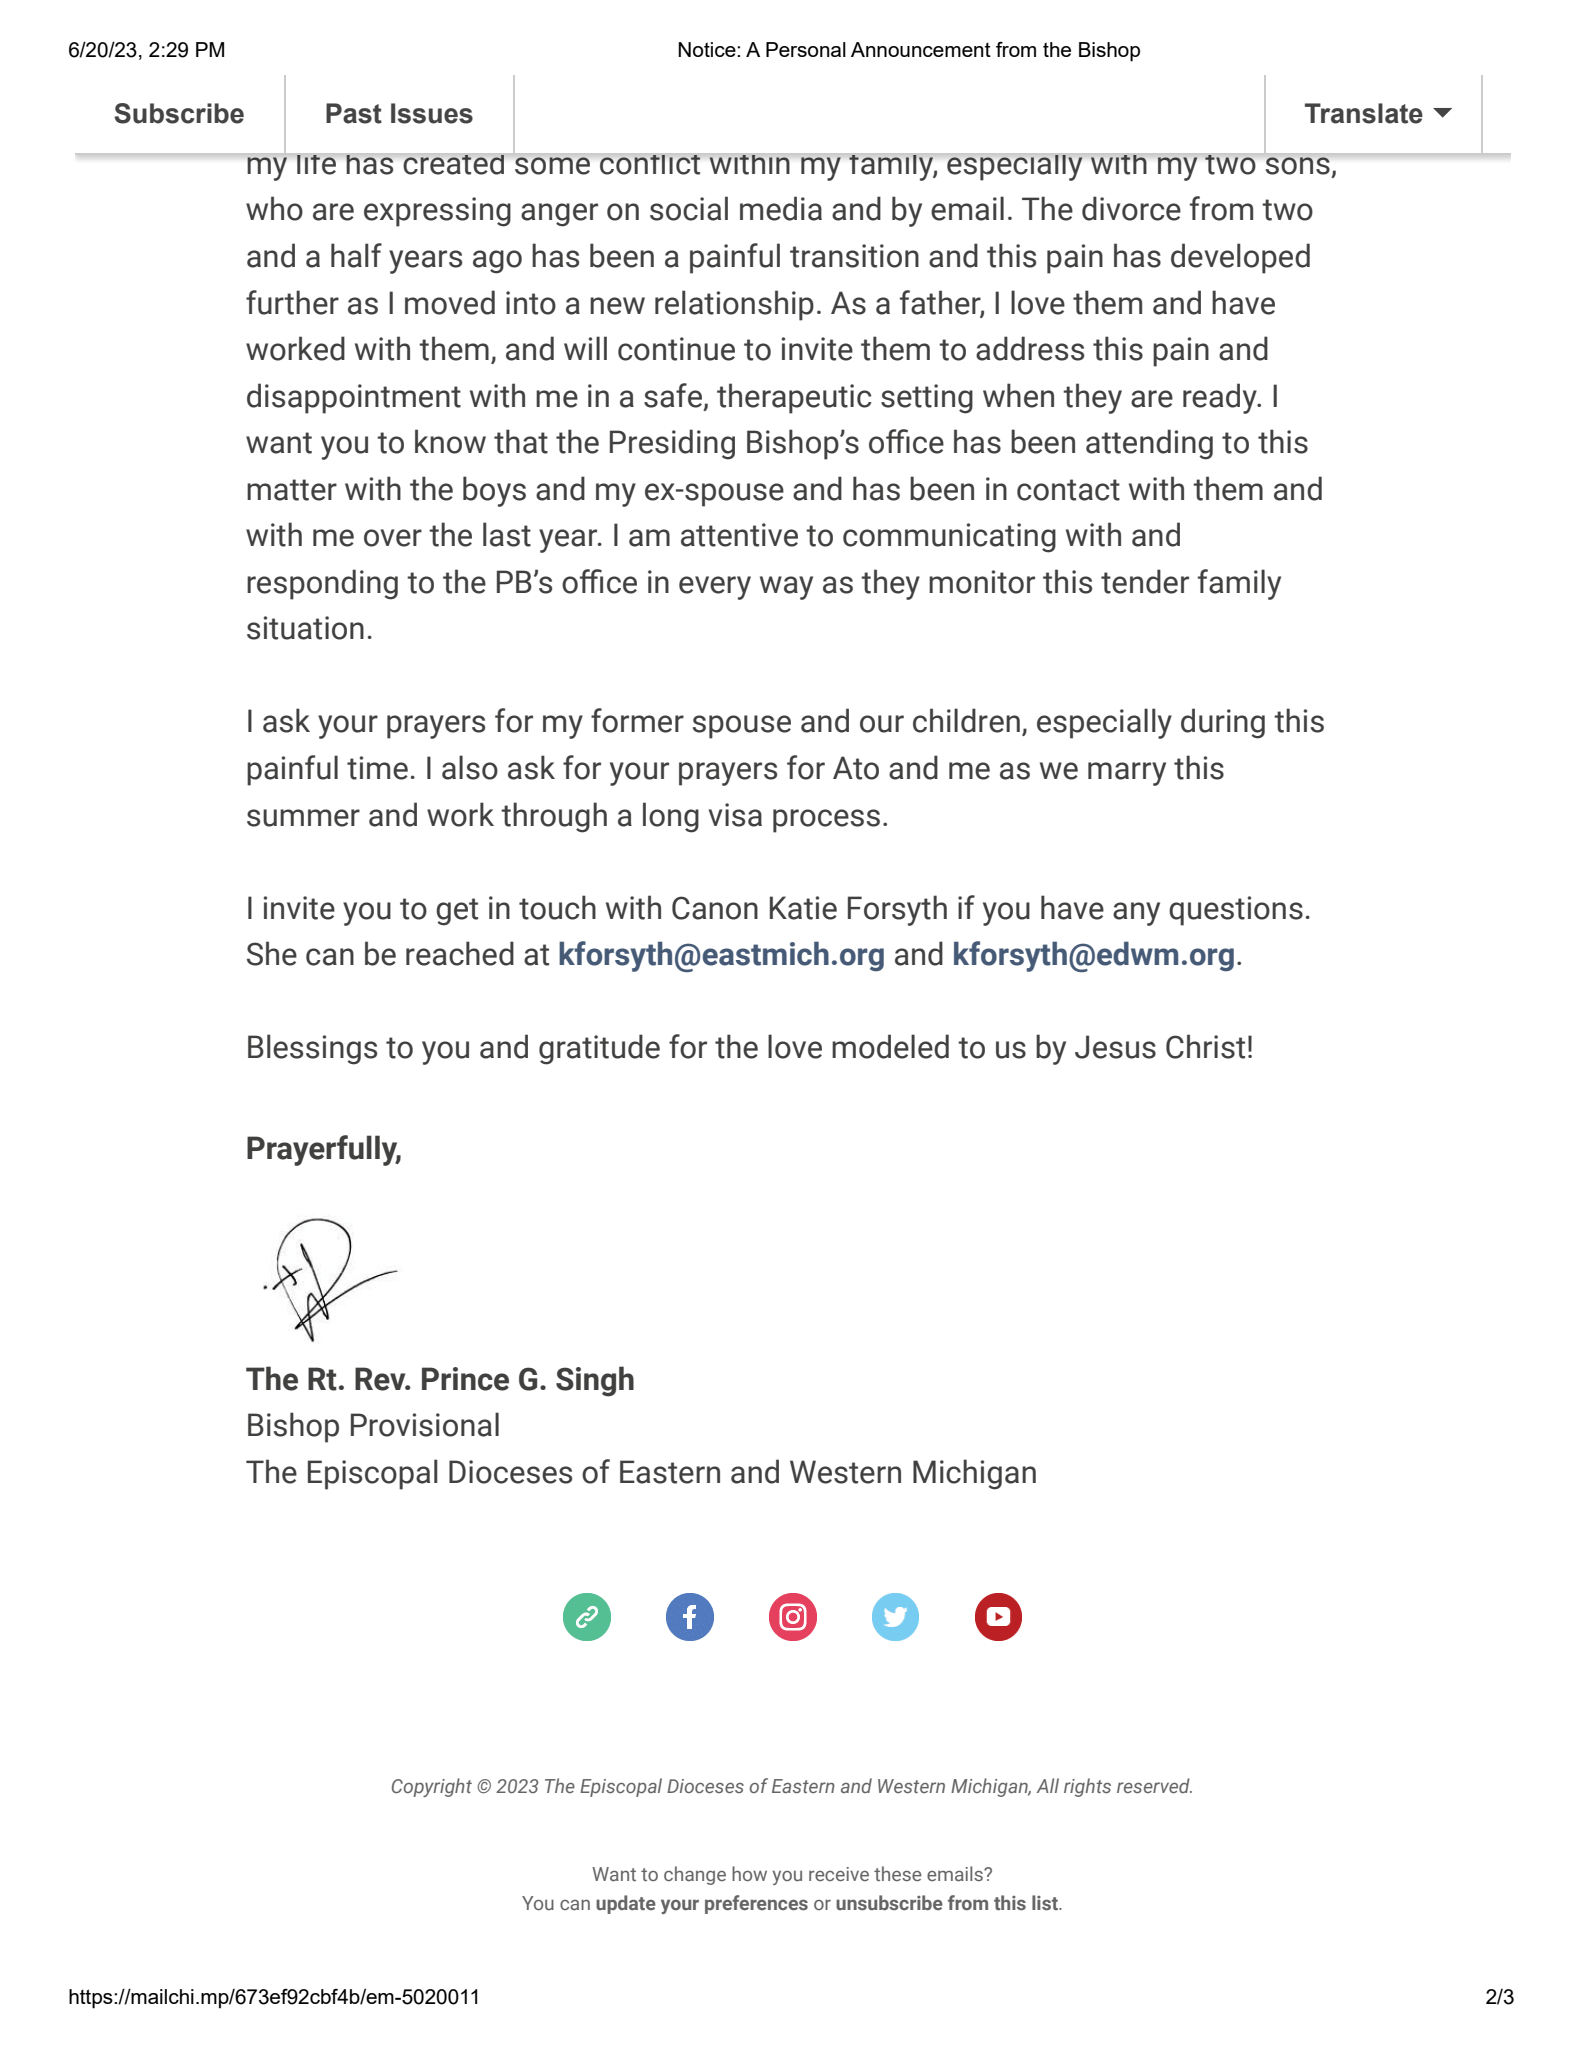 6/20/23, 2:29 PM
Notice: A Personal Announcement from the Bishop
Subscribe
Past Issues
Translate
my life has created some conflict within my family, especially with my two sons,
who are expressing anger on social media and by email. The divorce from two
and a half years ago has been a painful transition and this pain has developed
further as I moved into a new relationship. As a father, I love them and have
worked with them, and will continue to invite them to address this pain and
disappointment with me in a safe, therapeutic setting when they are ready. I
want you to know that the Presiding Bishop’s office has been attending to this
matter with the boys and my ex-spouse and has been in contact with them and
with me over the last year. I am attentive to communicating with and
responding to the PB’s office in every way as they monitor this tender family
situation.
I ask your prayers for my former spouse and our children, especially during this
painful time. I also ask for your prayers for Ato and me as we marry this
summer and work through a long visa process.
I invite you to get in touch with Canon Katie Forsyth if you have any questions.
She can be reached at kforsyth@eastmich.org and kforsyth@edwm.org.
Blessings to you and gratitude for the love modeled to us by Jesus Christ!
Prayerfully,
The Rt. Rev. Prince G. Singh
Bishop Provisional
The Episcopal Dioceses of Eastern and Western Michigan
Copyright © 2023 The Episcopal Dioceses of Eastern and Western Michigan, All rights reserved.
Want to change how you receive these emails?
You can update your preferences or unsubscribe from this list.
https://mailchi.mp/673ef92cbf4b/em-5020011
2/3